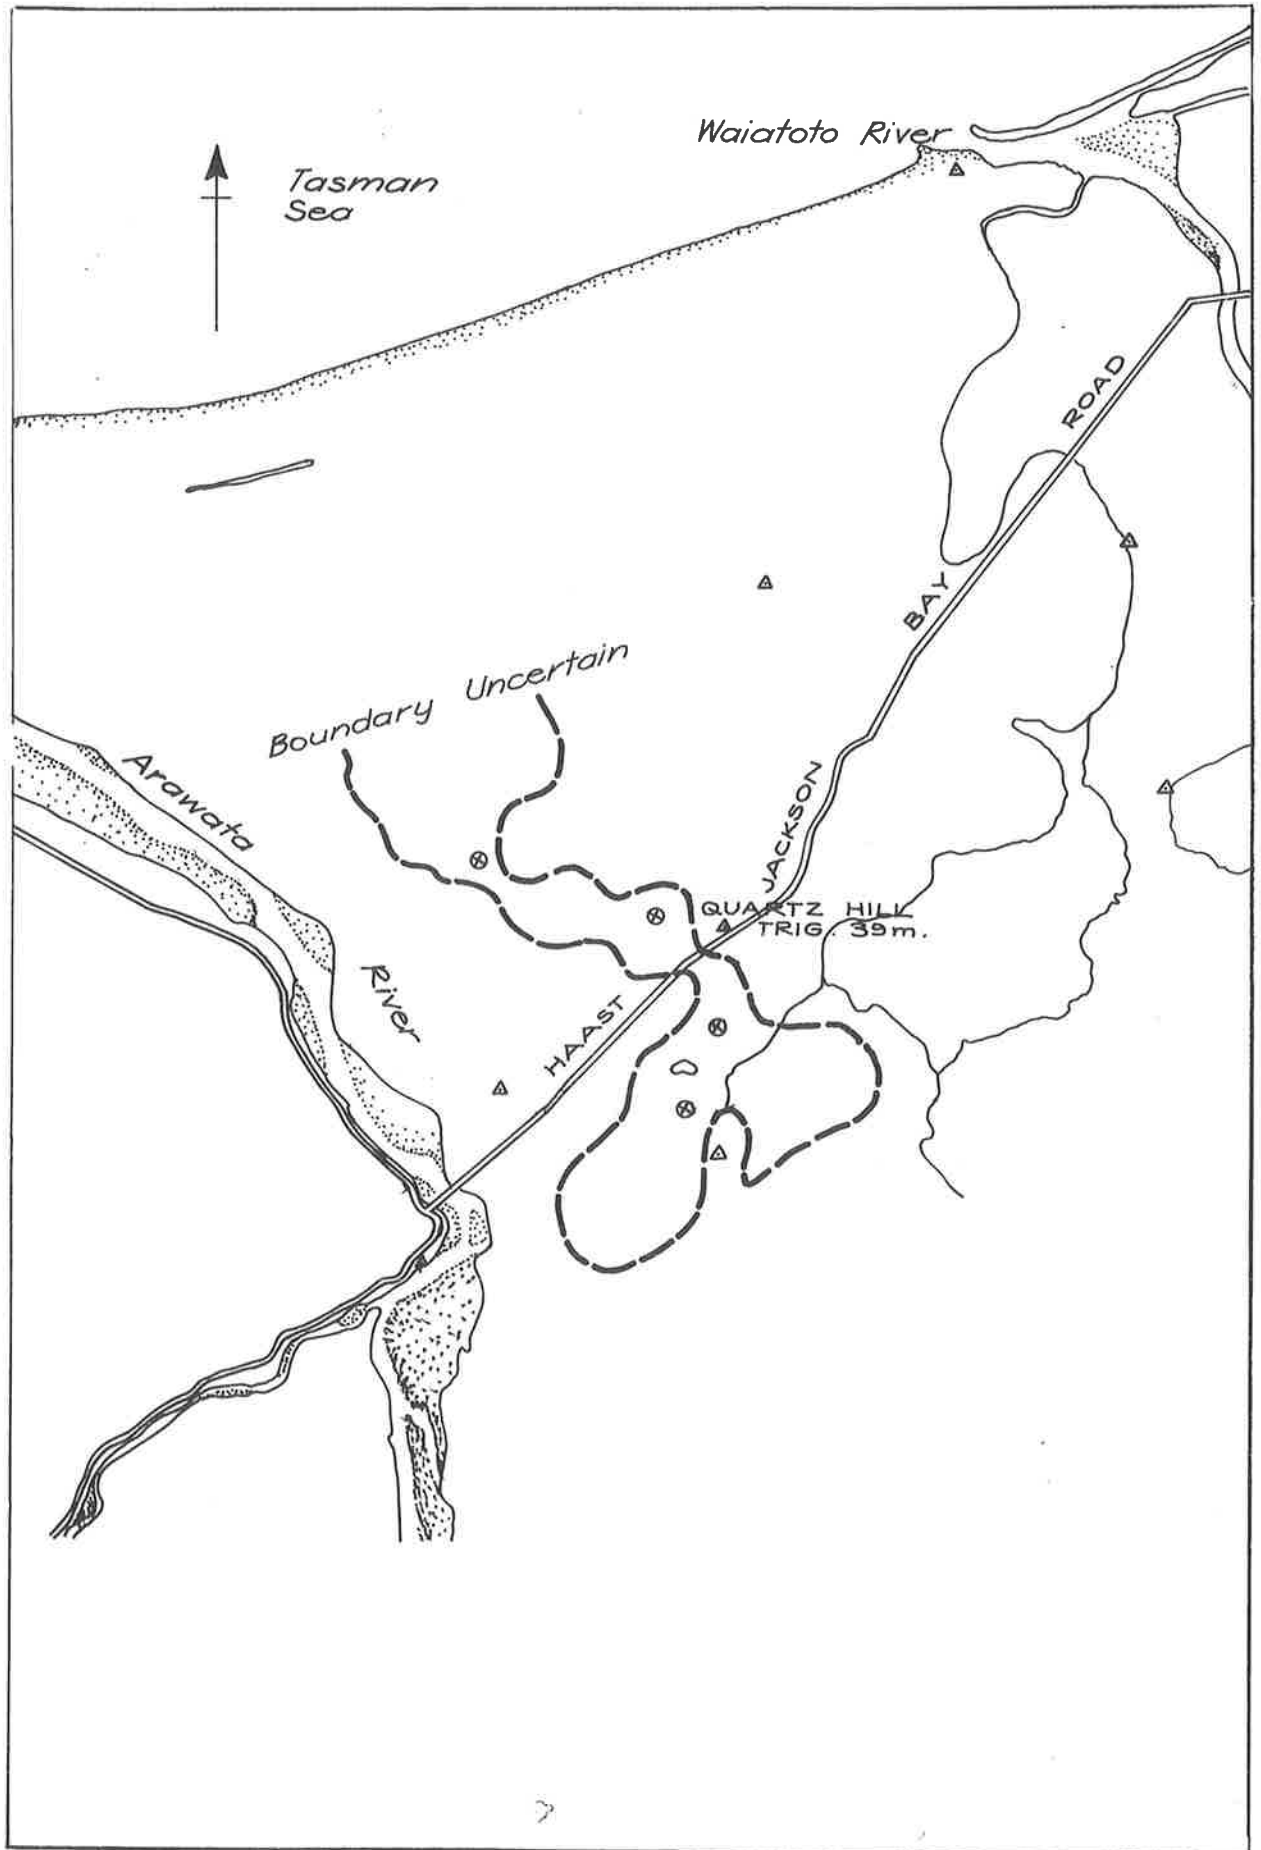 Waiatoto River
Tasman
Sea
ROAD
BAY
Boundary Uncertain
Arawata
JACKSON
QUARTZ HILL
TRIG. 39m.
River
HAAST